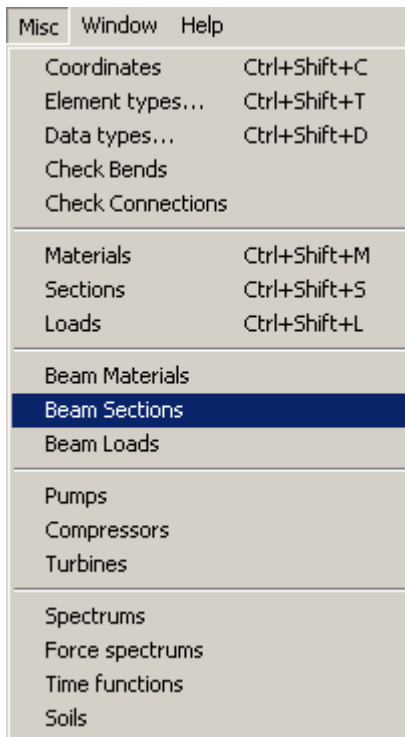 Misc Window Help
Coordinates Ctrl+Shift+C
Element types... Ctrl+Shift+T
Data types... Ctrl+Shift+D
Check Bends
Check Connections
Materials Ctrl+Shift+M
Sections Ctrl+Shift+S
Loads Ctrl+Shift+L
Beam Materials
Beam Sections
Beam Loads
Pumps
Compressors
Turbines
Spectrums
Force spectrums
Time functions
Soils